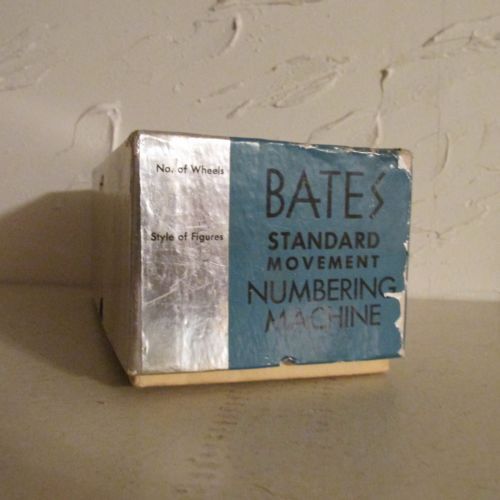 No. of Wheels
Style of Figures
BATES
STANDARD
MOVEMENT
NUMBERING
MACHINE